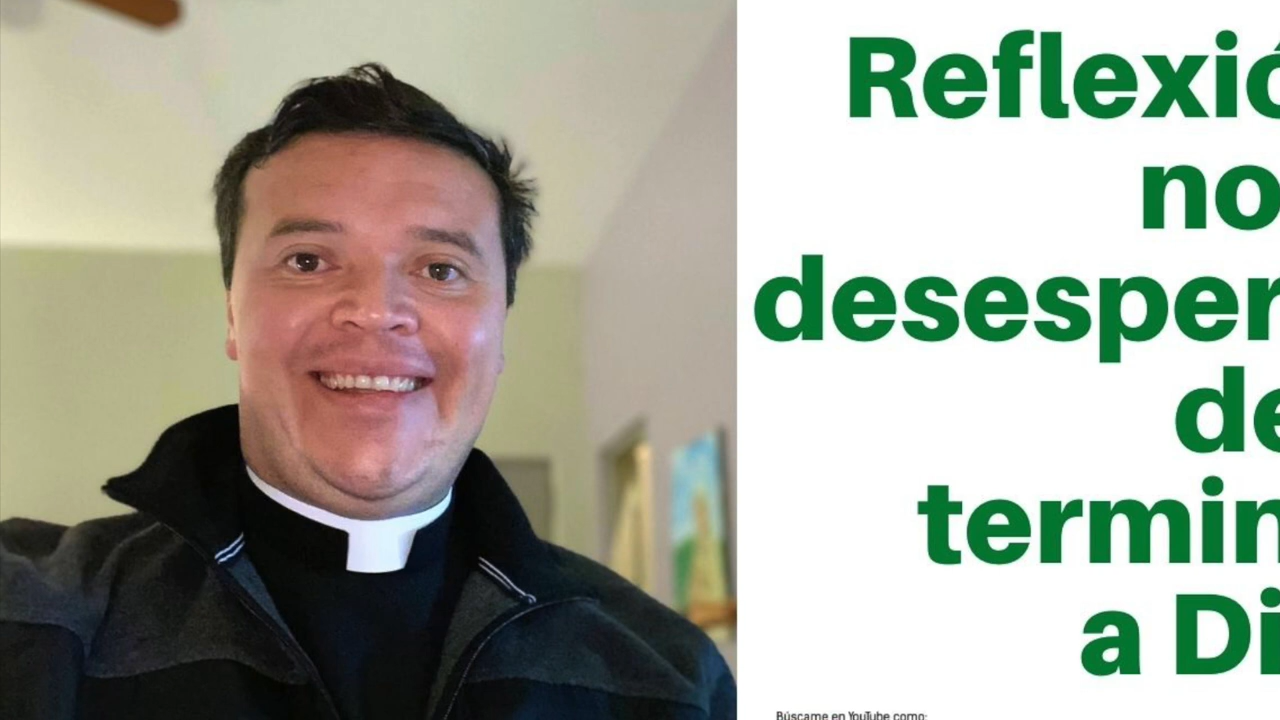 Reflexió
no
desesper
de
termin
a Di
Búscame en YouTube como: